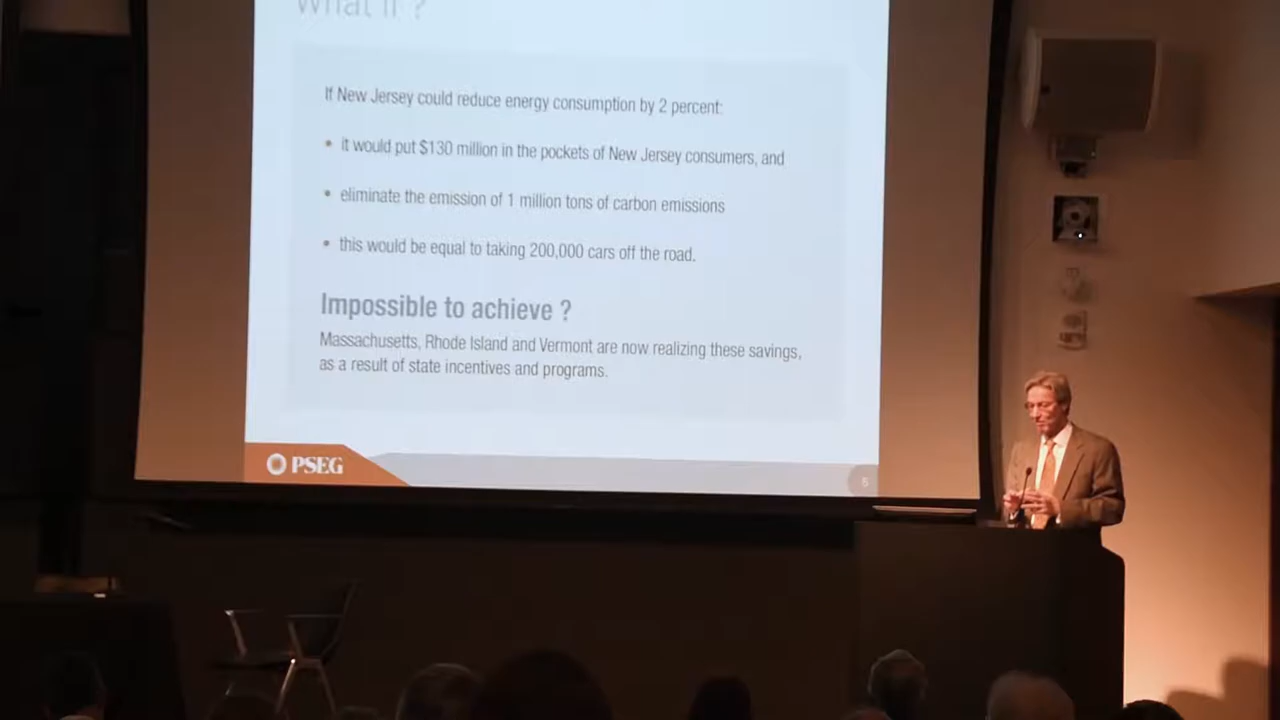 What if ?
If New Jersey could reduce energy consumption by 2 percent:
• it would put $130 million in the pockets of New Jersey consumers, and
• eliminate the emission of 1 million tons of carbon emissions
• this would be equal to taking 200,000 cars off the road.
Impossible to achieve ?
Massachusetts, Rhode Island and Vermont are now realizing these savings,
as a result of state incentives and programs.
PSEG